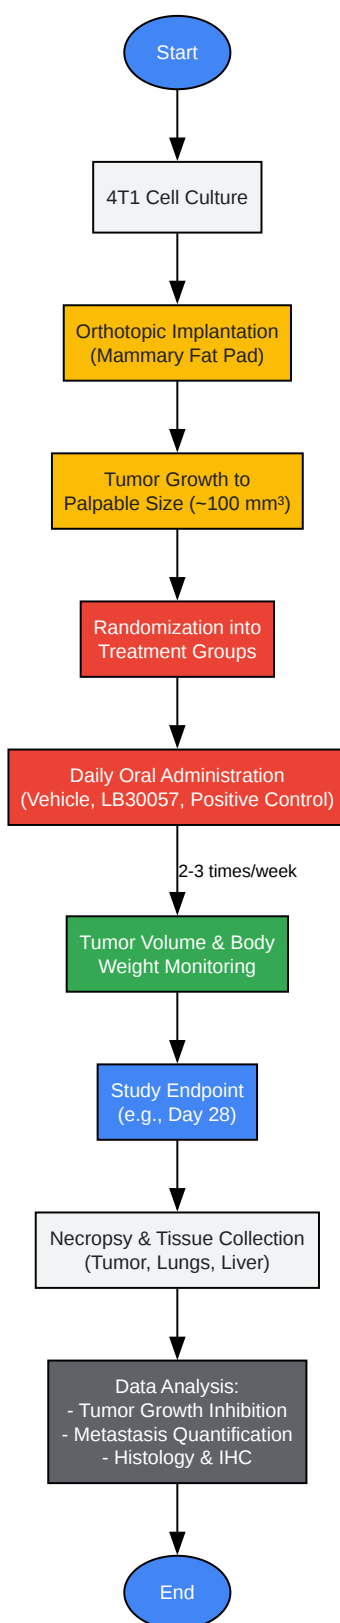 Start
4T1 Cell Culture
Orthotopic Implantation
(Mammary Fat Pad)
Tumor Growth to
Palpable Size (~100 mm³)
Randomization into
Treatment Groups
Daily Oral Administration
(Vehicle, LB30057, Positive Control)
2-3 times/week
Tumor Volume & Body
Weight Monitoring
Study Endpoint
(e.g., Day 28)
Necropsy & Tissue Collection
(Tumor, Lungs, Liver)
Data Analysis:
- Tumor Growth Inhibition
- Metastasis Quantification
- Histology & IHC
End